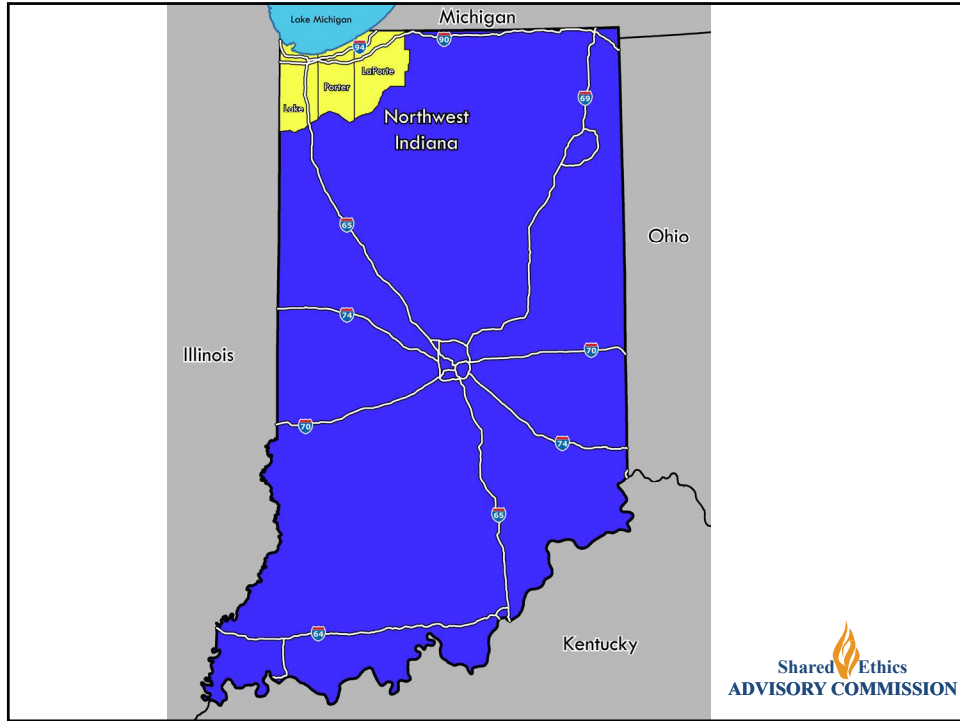 Lake Michigan
Michigan
94
90
LaPorte
Porter
Lake
69
Northwest
Indiana
65
Ohio
74
Illinois
70
70
74
65
64
Kentucky
Shared Ethics
ADVISORY COMMISSION